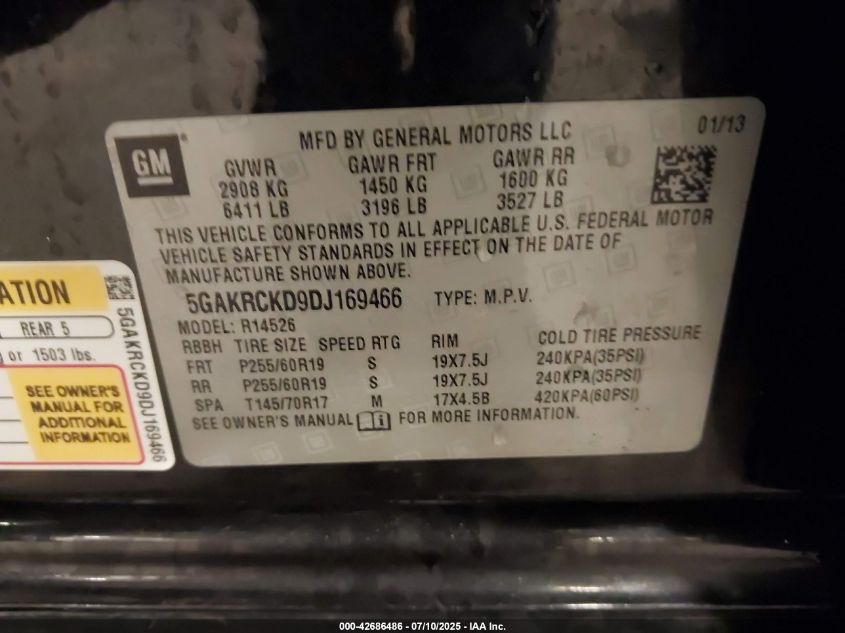 GM
MFD BY GENERAL MOTORS LLC
01/13
GVWR GAWR FRT GAWR RR
2908 KG 1450 KG 1600 KG
6411 LB 3196 LB 3527 LB
THIS VEHICLE CONFORMS TO ALL APPLICABLE U.S. FEDERAL MOTOR
VEHICLE SAFETY STANDARDS IN EFFECT ON THE DATE OF
MANUFACTURE SHOWN ABOVE.
5GAKRCKD9DJ169466 TYPE: M.P.V.
MODEL: R14526
RBBH TIRE SIZE SPEED RTG RIM COLD TIRE PRESSURE
FRT P255/60R19 S 19X7.5J 240KPA(35PSI)
RR P255/60R19 S 19X7.5J 240KPA(35PSI)
SPA T145/70R17 M 17X4.5B 420KPA(60PSI)
SEE OWNER'S MANUAL FOR MORE INFORMATION.
ATION
REAR 5
or 1503 lbs.
SEE OWNER'S
MANUAL FOR
ADDITIONAL
INFORMATION
5GAKRCKD9DJ169466
000-42686486 - 07/10/2025 - IAA Inc.